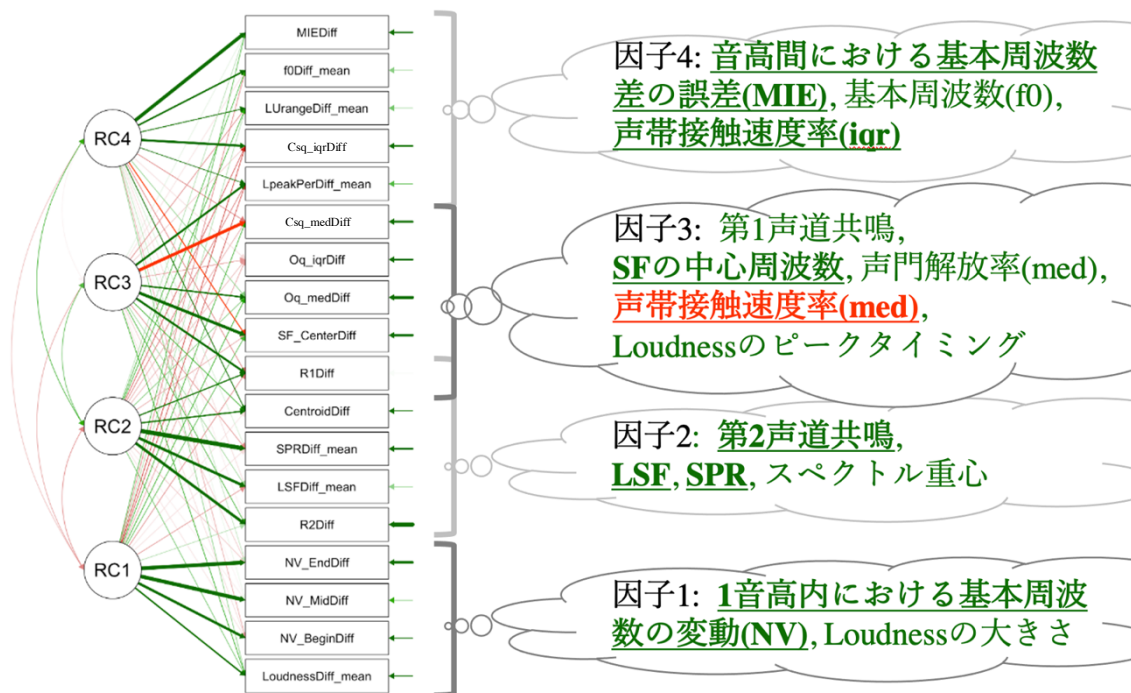 MIEDiff
f0Diff_mean
LUrangeDiff_mean
Csq_iqrDiff
LpeakPerDiff_mean
Csq_medDiff
Oq_iqrDiff
Oq_medDiff
SF_CenterDiff
R1Diff
CentroidDiff
SPRDiff_mean
LSFDiff_mean
R2Diff
NV_EndDiff
NV_MidDiff
NV_BeginDiff
LoudnessDiff_mean
RC4
RC3
RC2
RC1
因子4: 音高間における基本周波数
差の誤差(MIE), 基本周波数(f0),
声帯接触速度率(iqr)
因子3: 第1声道共鳴,
SFの中心周波数, 声門解放率(med),
声帯接触速度率(med),
Loudnessのピークタイミング
因子2: 第2声道共鳴,
LSF, SPR, スペクトル重心
因子1: 1音高内における基本周波
数の変動(NV), Loudnessの大きさ